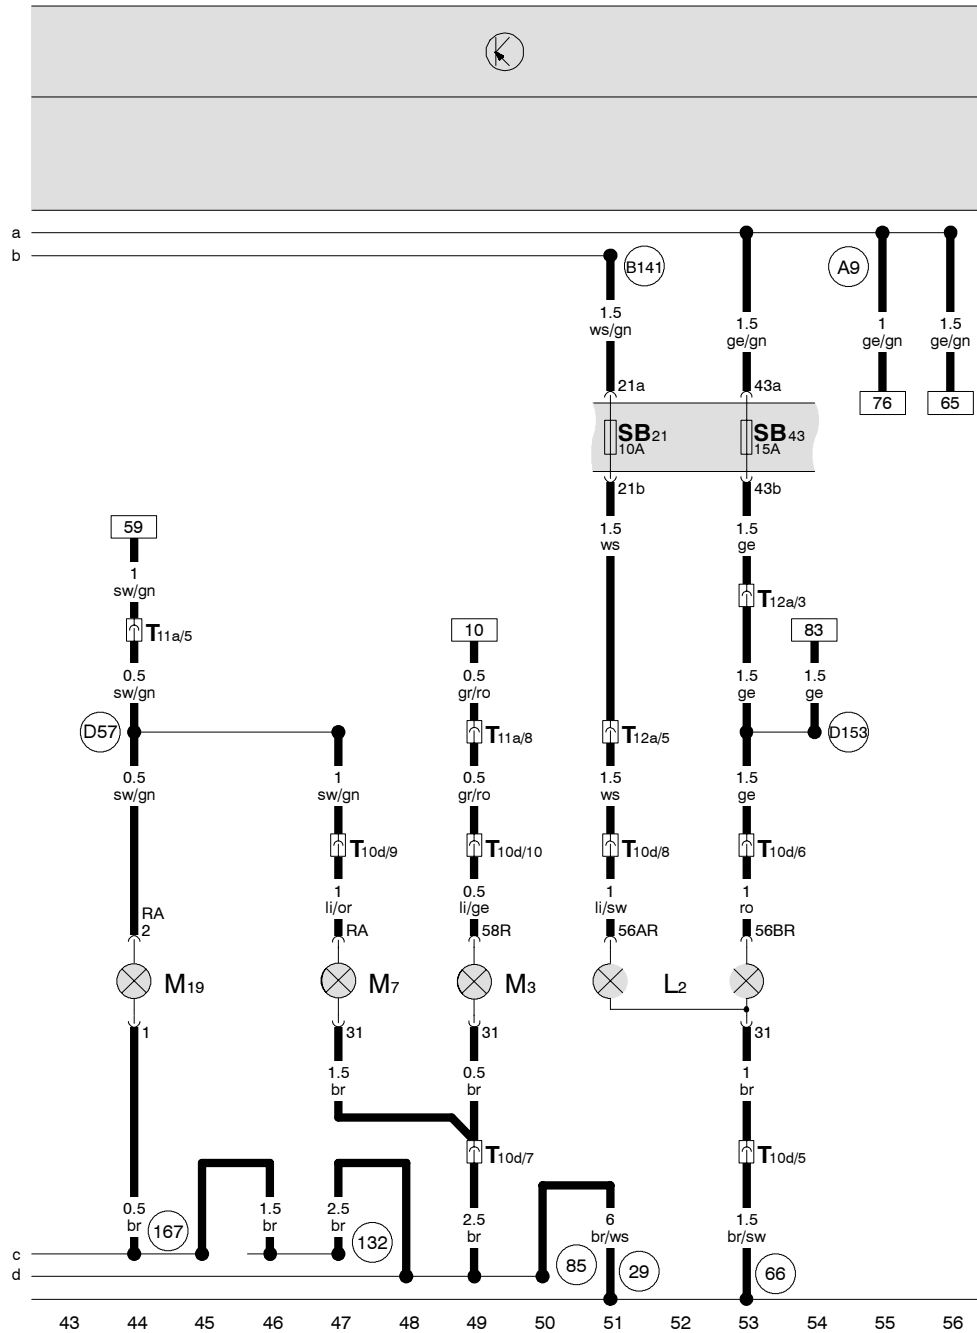 a
b
B141
A9
1.5
ws/gn
1.5
ge/gn
1
ge/gn
1.5
ge/gn
21a
43a
76
65
SB21
10A
SB43
15A
21b
43b
59
1.5
ws
1.5
ge
1
sw/gn
T12a/3
T11a/5
10
83
0.5
sw/gn
0.5
gr/ro
1.5
ge
1.5
ge
D57
T11a/8
T12a/5
D153
0.5
sw/gn
1
sw/gn
0.5
gr/ro
1.5
ws
1.5
ge
T10d/9
T10d/10
T10d/8
T10d/6
1
li/or
0.5
li/ge
1
li/sw
1
ro
RA
2
RA
58R
56AR
56BR
M19
M7
M3
L2
1
31
31
31
1.5
br
0.5
br
1
br
T10d/7
T10d/5
0.5
br
167
1.5
br
2.5
br
132
2.5
br
6
br/ws
1.5
br/sw
c
d
85
29
66
43 44 45 46 47 48 49 50 51 52 53 54 55 56